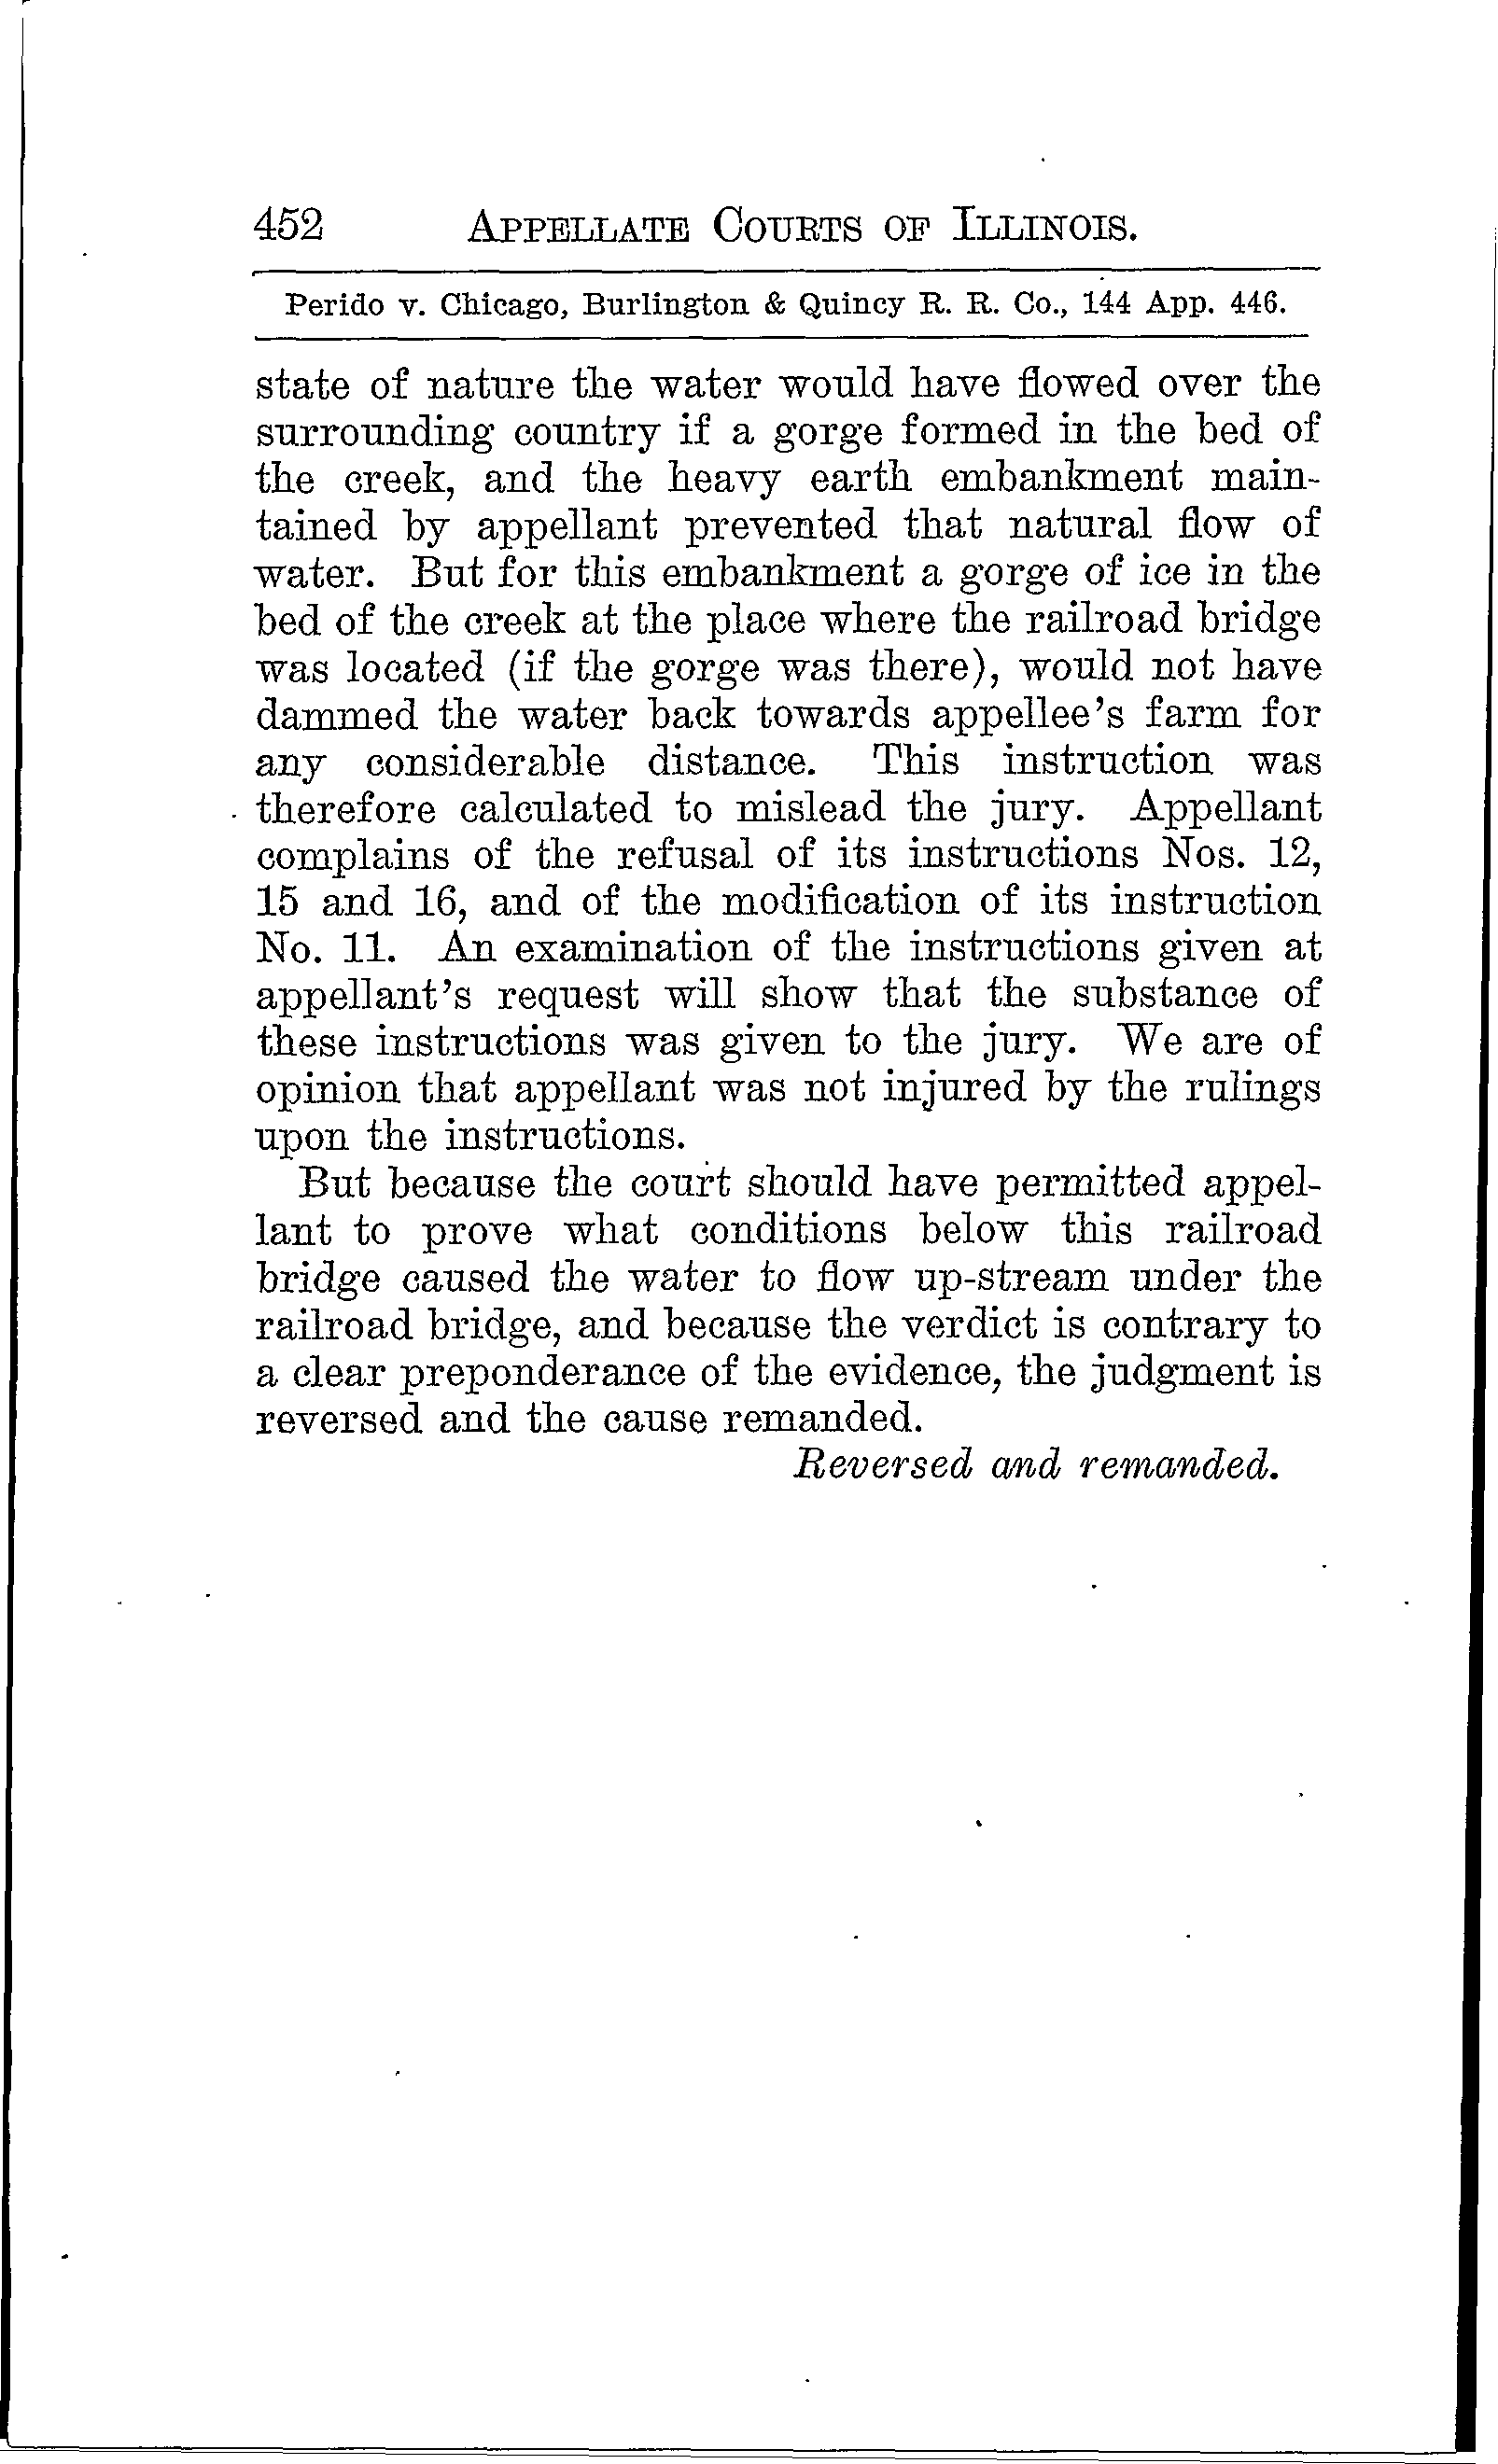 452 APPELLATE COURTS OF ILLINOIS.
Perido v. Chicago, Burlington & Quincy R. R. Co., 144 App. 446.
state of nature the water would have flowed over the
surrounding country if a gorge formed in the bed of
the creek, and the heavy earth embankment main-
tained by appellant prevented that natural flow of
water. But for this embankment a gorge of ice in the
bed of the creek at the place where the railroad bridge
was located (if the gorge was there), would not have
dammed the water back towards appellee's farm for
any considerable distance. This instruction was
therefore calculated to mislead the jury. Appellant
complains of the refusal of its instructions Nos. 12,
15 and 16, and of the modification of its instruction
No. 11. An examination of the instructions given at
appellant's request will show that the substance of
these instructions was given to the jury. We are of
opinion that appellant was not injured by the rulings
upon the instructions.
But because the court should have permitted appel-
lant to prove what conditions below this railroad
bridge caused the water to flow up-stream under the
railroad bridge, and because the verdict is contrary to
a clear preponderance of the evidence, the judgment is
reversed and the cause remanded.
Reversed and remanded.